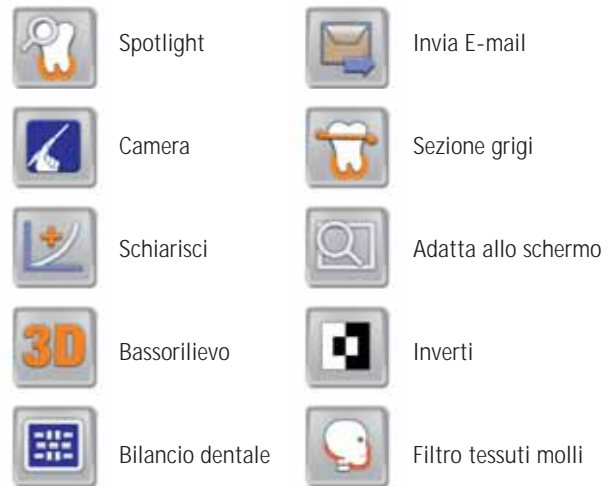 Spotlight
Invia E-mail
Camera
Sezione grigi
Schiarisci
Adatta allo schermo
3D
Bassorilievo
Inverti
Bilancio dentale
Filtro tessuti molli